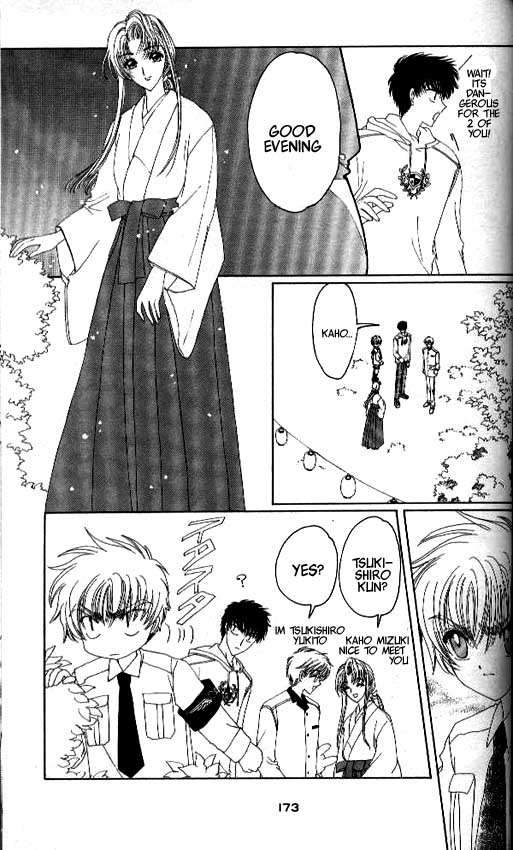 WAIT!
ITS
DAN-
GEROUS
FOR THE
2 OF
YOU!
GOOD
EVENING
KAHO...
TSUKI-
SHIRO
KUN?
YES?
KAHO MIZUKI
NICE TO MEET
YOU
IM TSUKISHIRO
YUKITO
?
173